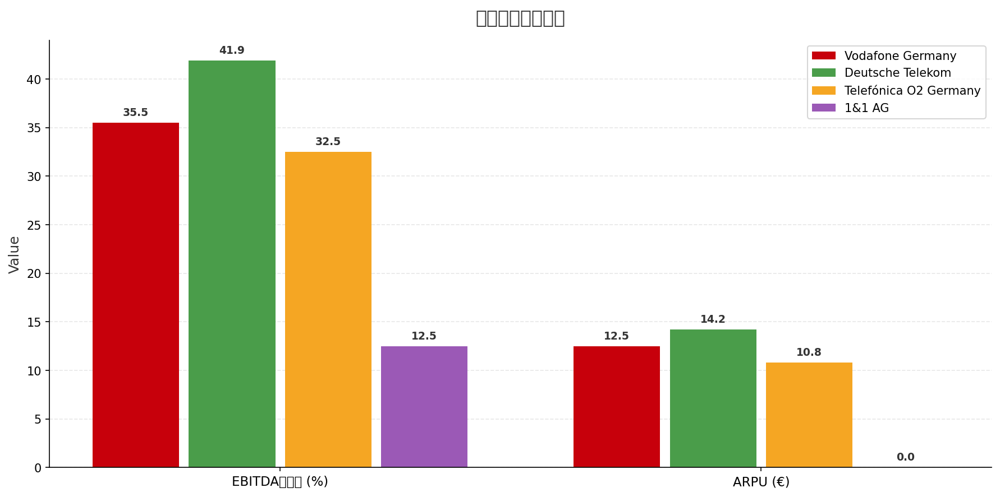 41.9
35.5
32.5
12.5
12.5
14.2
10.8
0.0
Vodafone Germany
Deutsche Telekom
Telefónica O2 Germany
1&1 AG
Value
40
35
30
25
20
15
10
5
0
EBITDA (%)
ARPU (€)